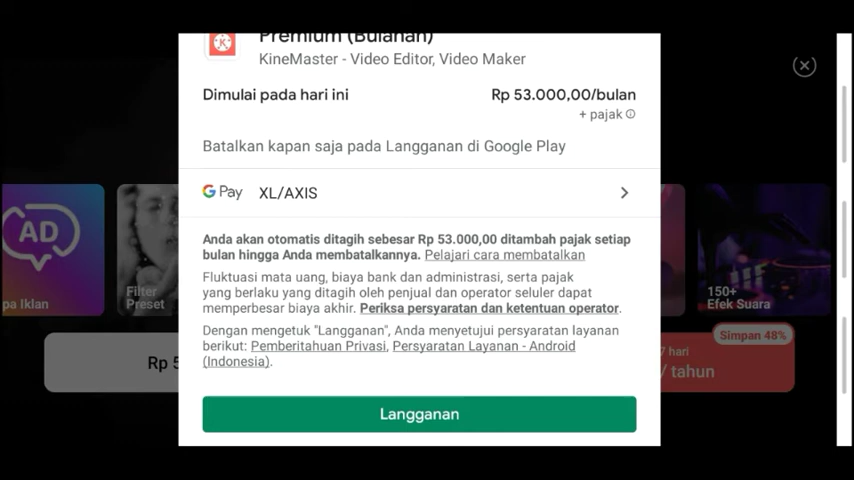 Premium (Bulanan)
KineMaster - Video Editor, Video Maker
Dimulai pada hari ini
Rp 53.000,00/bulan
+ pajak
Batalkan kapan saja pada Langganan di Google Play
G Pay XL/AXIS
Anda akan otomatis ditagih sebesar Rp 53.000,00 ditambah pajak setiap
bulan hingga Anda membatalkannya. Pelajari cara membatalkan
Fluktuasi mata uang, biaya bank dan administrasi, serta pajak
yang berlaku yang ditagih oleh penjual dan operator seluler dapat
memperbesar biaya akhir. Periksa persyaratan dan ketentuan operator.
Dengan mengetuk "Langganan", Anda menyetujui persyaratan layanan
berikut: Pemberitahuan Privasi, Persyaratan Layanan - Android
(Indonesia).
Langganan
AD
pa Iklan
Filter
Preset
150+
Efek Suara
Rp 5
Simpan 48%
7 hari
/ tahun